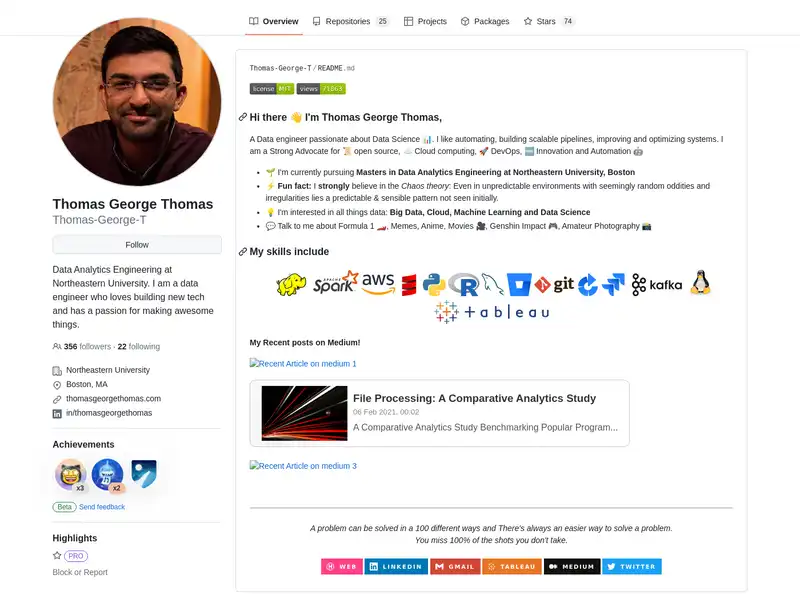 Overview
Repositories 25
Projects
Packages
Stars 74
Thomas George Thomas
Thomas-George-T
Follow
Data Analytics Engineering at
Northeastern University. I am a data
engineer who loves building new tech
and has a passion for making awesome
things.
356 followers · 22 following
Northeastern University
Boston, MA
thomasgeorgethomas.com
in/thomasgeorgethomas
Achievements
x3
x2
Beta Send feedback
Highlights
PRO
Block or Report
Thomas-George-T/README.md
license MIT views
Hi there 👋 I'm Thomas George Thomas,
A Data engineer passionate about Data Science 📊. I like automating, building scalable pipelines, improving and optimizing systems. I
am a Strong Advocate for 📜 open source, ☁️ Cloud computing, 🚀 DevOps, 🆕 Innovation and Automation 🤖
🌱 I'm currently pursuing Masters in Data Analytics Engineering at Northeastern University, Boston
⚡ Fun fact: I strongly believe in the Chaos theory: Even in unpredictable environments with seemingly random oddities and
irregularities lies a predictable & sensible pattern not seen initially.
💡 I'm interested in all things data: Big Data, Cloud, Machine Learning and Data Science
💬 Talk to me about Formula 1 🏎️, Memes, Anime, Movies 🎥, Genshin Impact 🎮, Amateur Photography 📸
My skills include
APACHE Spark aws R git kafka
+ableau
My Recent posts on Medium!
Recent Article on medium 1
File Processing: A Comparative Analytics Study
06 Feb 2021, 00:02
A Comparative Analytics Study Benchmarking Popular Program...
Recent Article on medium 3
A problem can be solved in a 100 different ways and There's always an easier way to solve a problem.
You miss 100% of the shots you don't take.
WEB LINKEDIN GMAIL TABLEAU MEDIUM TWITTER